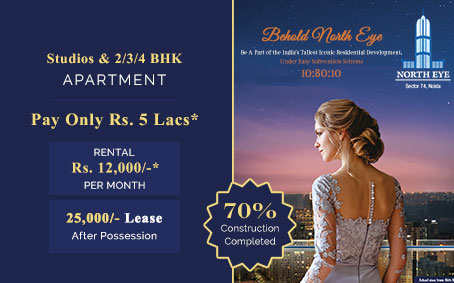 Studios & 2/3/4 BHK
APARTMENT
Pay Only Rs. 5 Lacs*
RENTAL
Rs. 12,000/-*
PER MONTH
25,000/- Lease
After Possession
70%
Construction
Completed
Behold North Eye
Be A Part of the India's Tallest Iconic Residential Development,
Under Easy Subvention Scheme
10:80:10
NORTH EYE
Sector 74, Noida